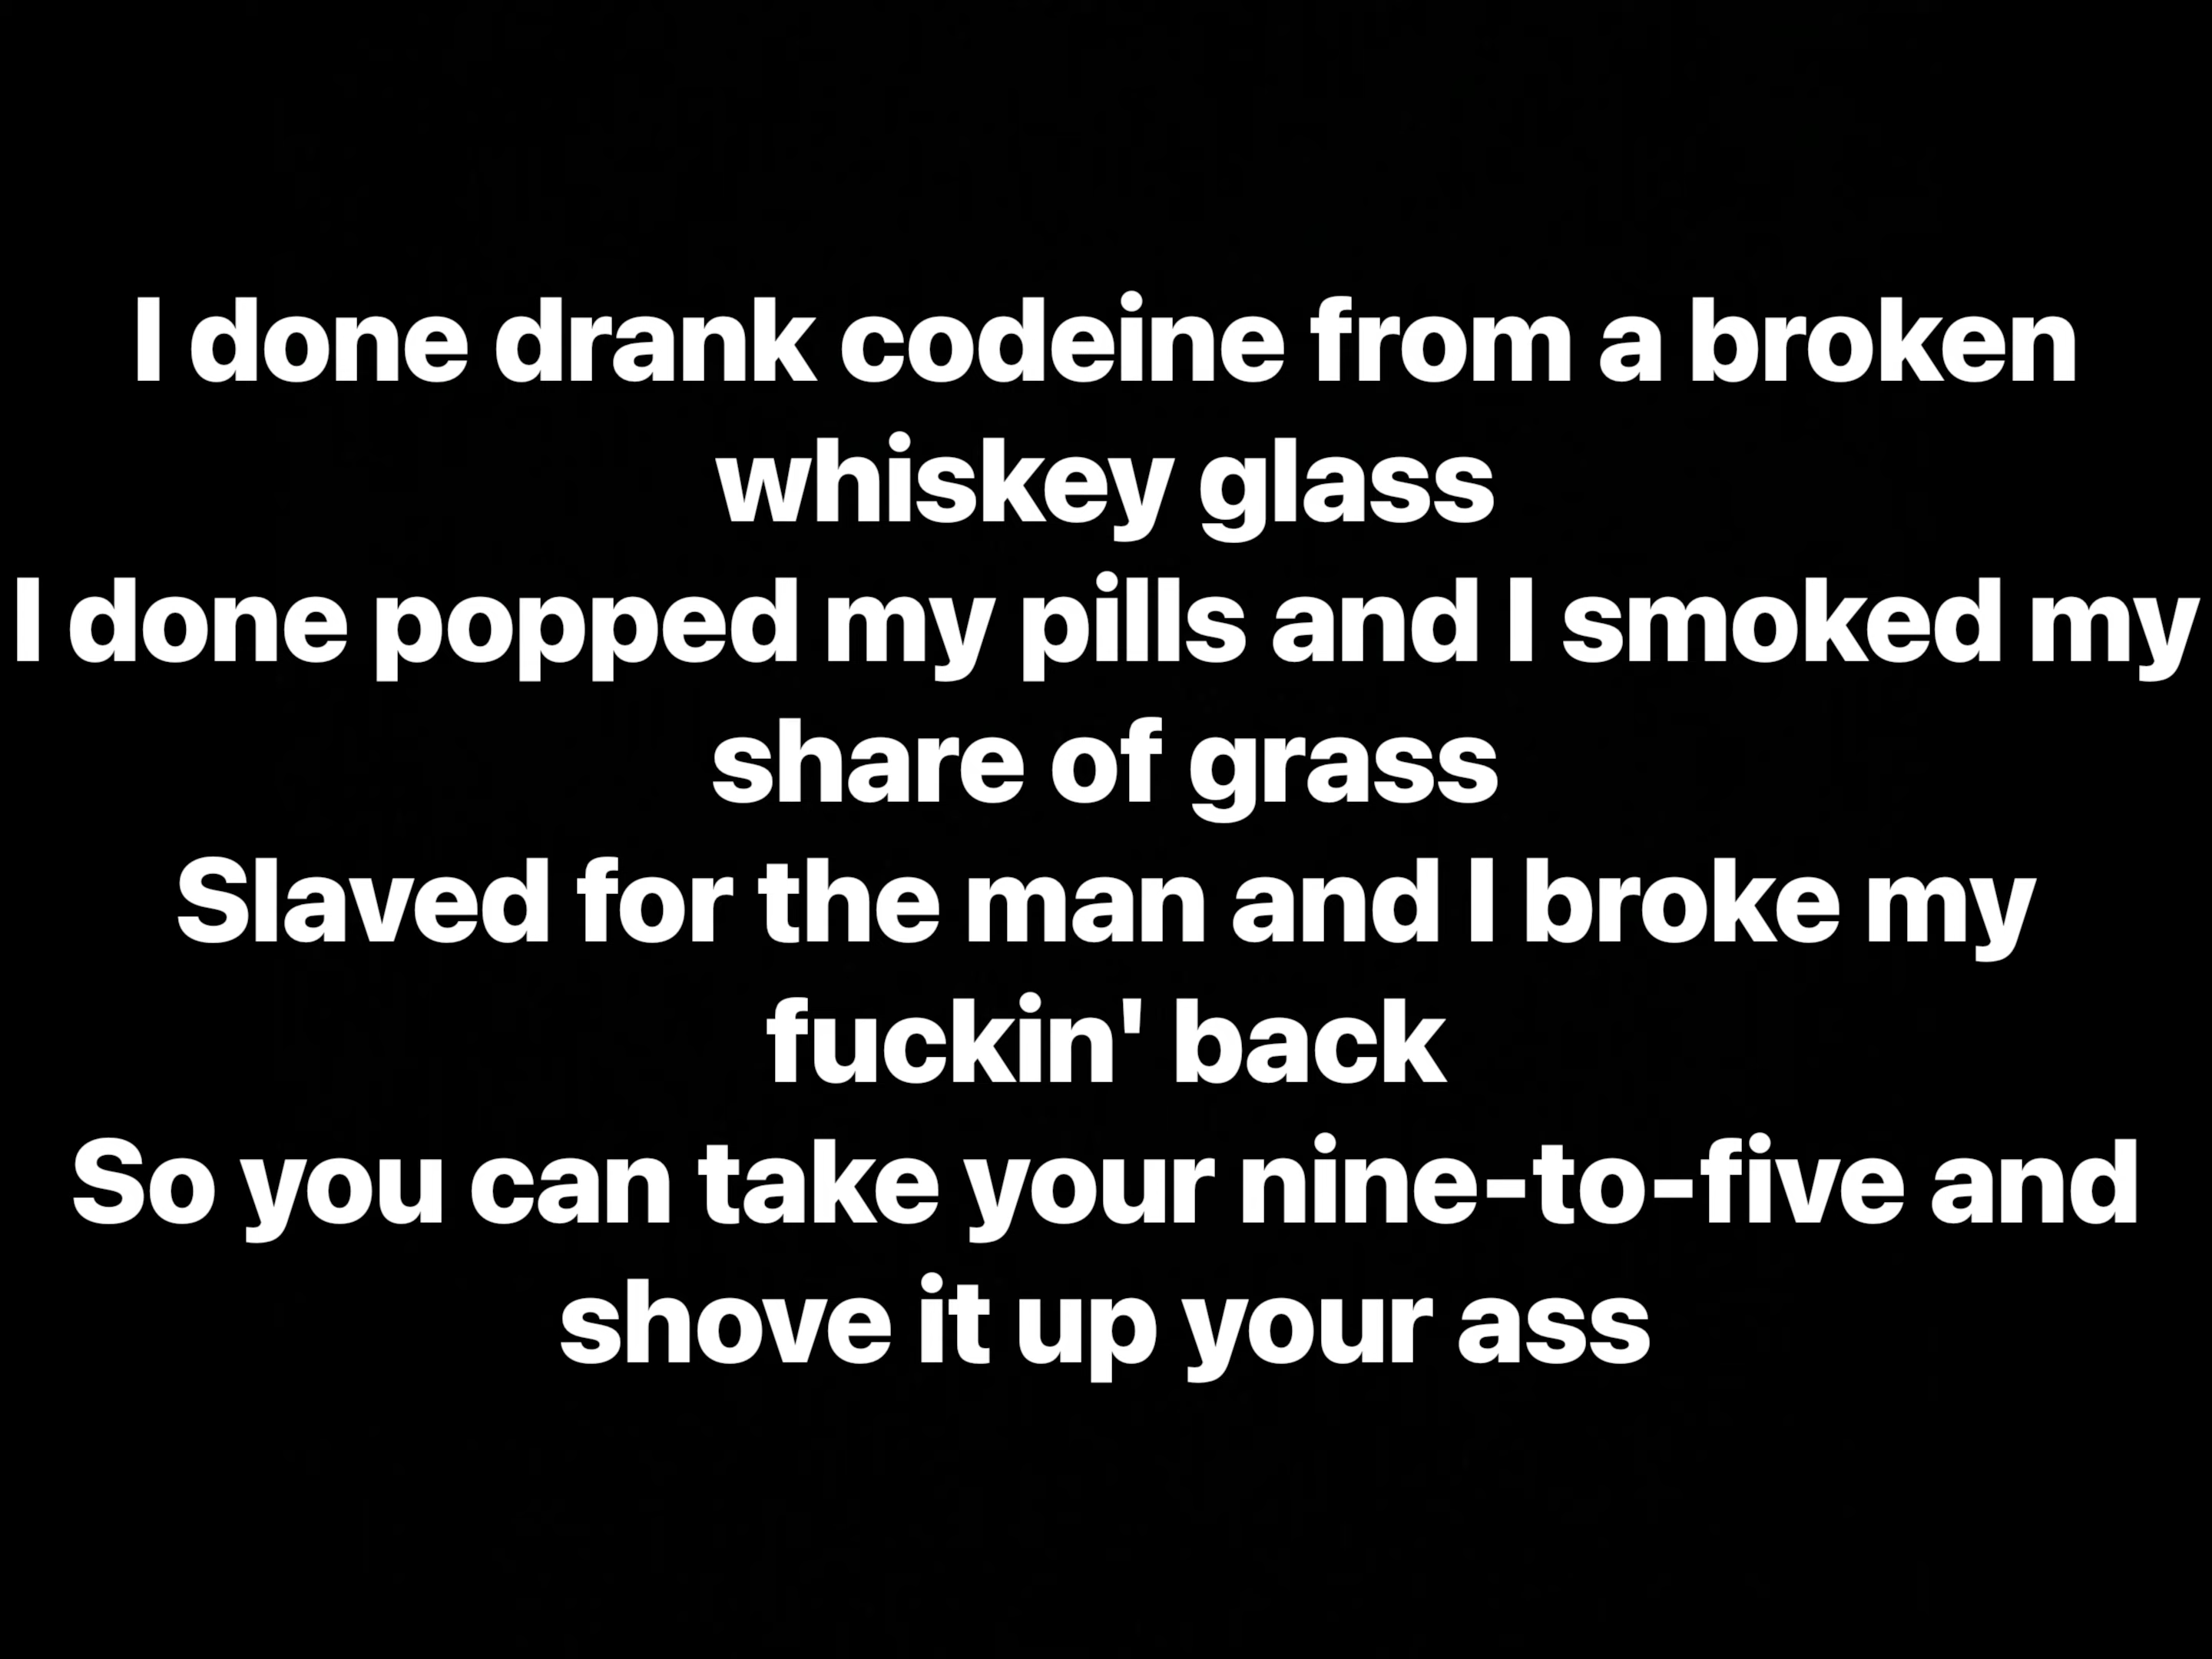 I done drank codeine from a broken
whiskey glass
I done popped my pills and I smoked my
share of grass
Slaved for the man and I broke my
fuckin' back
So you can take your nine-to-five and
shove it up your ass